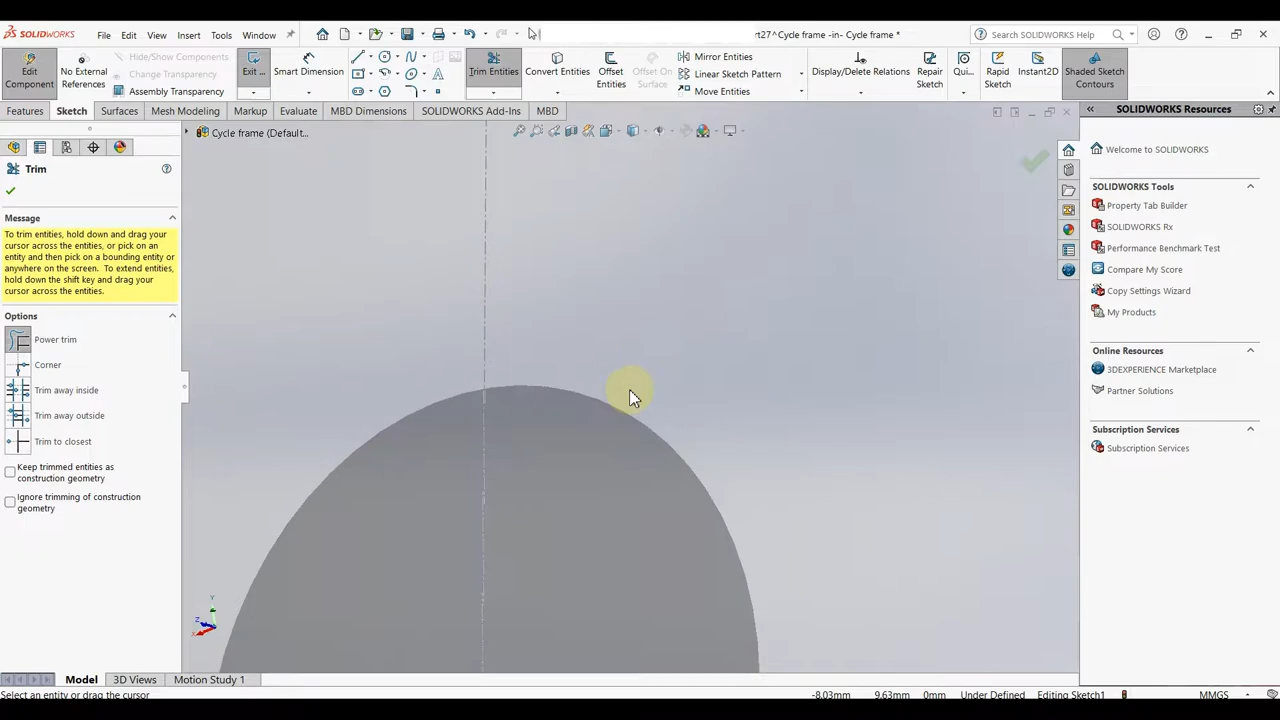 SOLIDWORKS File Edit View Insert Tools Window rt27^Cycle frame -in- Cycle frame * Search SOLIDWORKS Help
Edit Component
No External References
Hide/Show Components
Change Transparency
Assembly Transparency
Exit ...
Smart Dimension
Trim Entities
Convert Entities
Offset Entities
Offset On Surface
Mirror Entities
Linear Sketch Pattern
Move Entities
Display/Delete Relations
Repair Sketch
Qui...
Rapid Sketch
Instant2D
Shaded Sketch Contours
Features Sketch Surfaces Mesh Modeling Markup Evaluate MBD Dimensions SOLIDWORKS Add-Ins MBD
Cycle frame (Default...
Trim
Message
To trim entities, hold down and drag your
cursor across the entities, or pick on an
entity and then pick on a bounding entity or
anywhere on the screen. To extend entities,
hold down the shift key and drag your
cursor across the entities.
Options
Power trim
Corner
Trim away inside
Trim away outside
Trim to closest
Keep trimmed entities as
construction geometry
Ignore trimming of construction
geometry
Y
Z
X
SOLIDWORKS Resources
Welcome to SOLIDWORKS
SOLIDWORKS Tools
Property Tab Builder
SOLIDWORKS Rx
Performance Benchmark Test
Compare My Score
Copy Settings Wizard
My Products
Online Resources
3DEXPERIENCE Marketplace
Partner Solutions
Subscription Services
Subscription Services
Model 3D Views Motion Study 1
Select an entity or drag the cursor -8.03mm 9.63mm 0mm Under Defined Editing Sketch1 MMGS